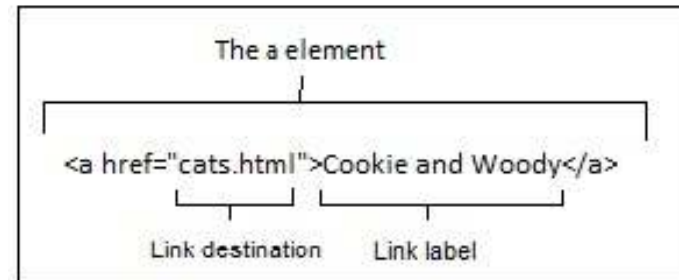 The a element
<a href="cats.html">Cookie and Woody</a>
Link destination Link label